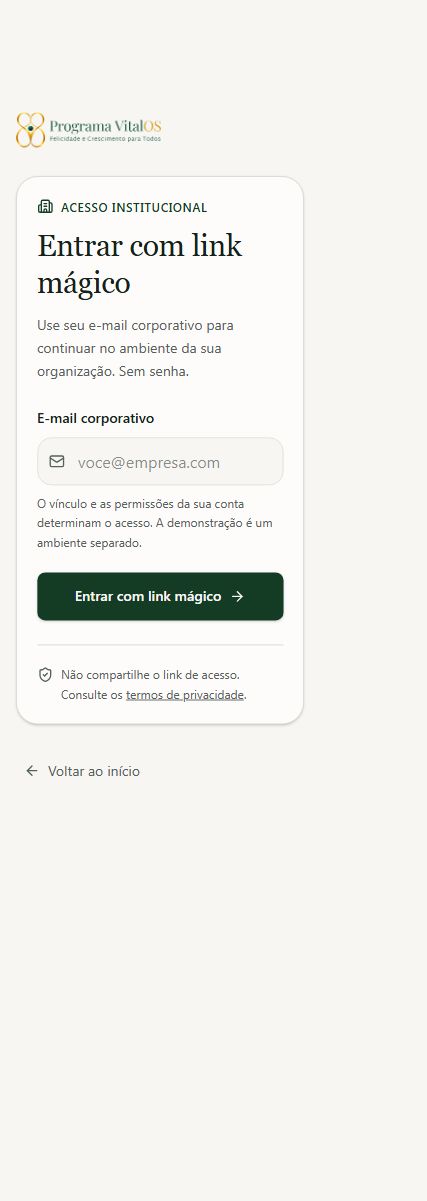 Programa VitalOS
Felicidade e Crescimento para Todos
ACESSO INSTITUCIONAL
Entrar com link
mágico
Use seu e-mail corporativo para
continuar no ambiente da sua
organização. Sem senha.
E-mail corporativo
voce@empresa.com
O vínculo e as permissões da sua conta
determinam o acesso. A demonstração é um
ambiente separado.
Entrar com link mágico
Não compartilhe o link de acesso.
Consulte os termos de privacidade.
Voltar ao início